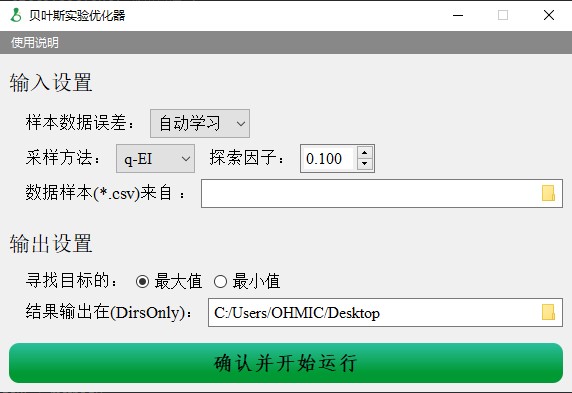 贝叶斯实验优化器
使用说明
输入设置
样本数据误差： 自动学习
采样方法： q-EI 探索因子： 0.100
数据样本(*.csv)来自：
输出设置
寻找目标的： 最大值 最小值
结果输出在(DirsOnly)： C:/Users/OHMIC/Desktop
确认并开始运行